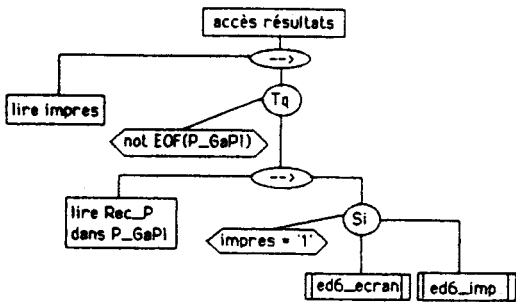 accès résultats
-->
lire impres
Tq
not EOF(P_GaPl)
-->
lire Rec_P
dans P_GaPl
Si
impres = '1'
ed6_ecran
ed6_imp